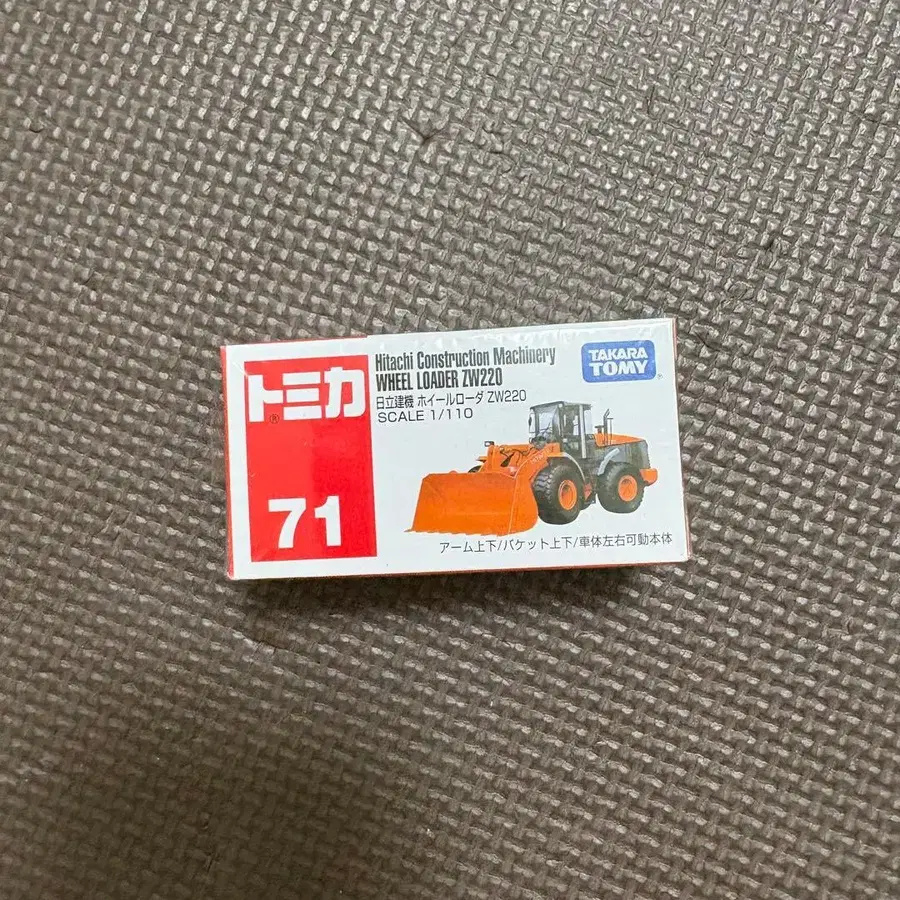 トミカ
®
71
Hitachi Construction Machinery
WHEEL LOADER ZW220
日立建機 ホイールローダ ZW220
SCALE 1/110
TAKARA
TOMY
®
アーム上下/バケット上下/車体左右可動本体